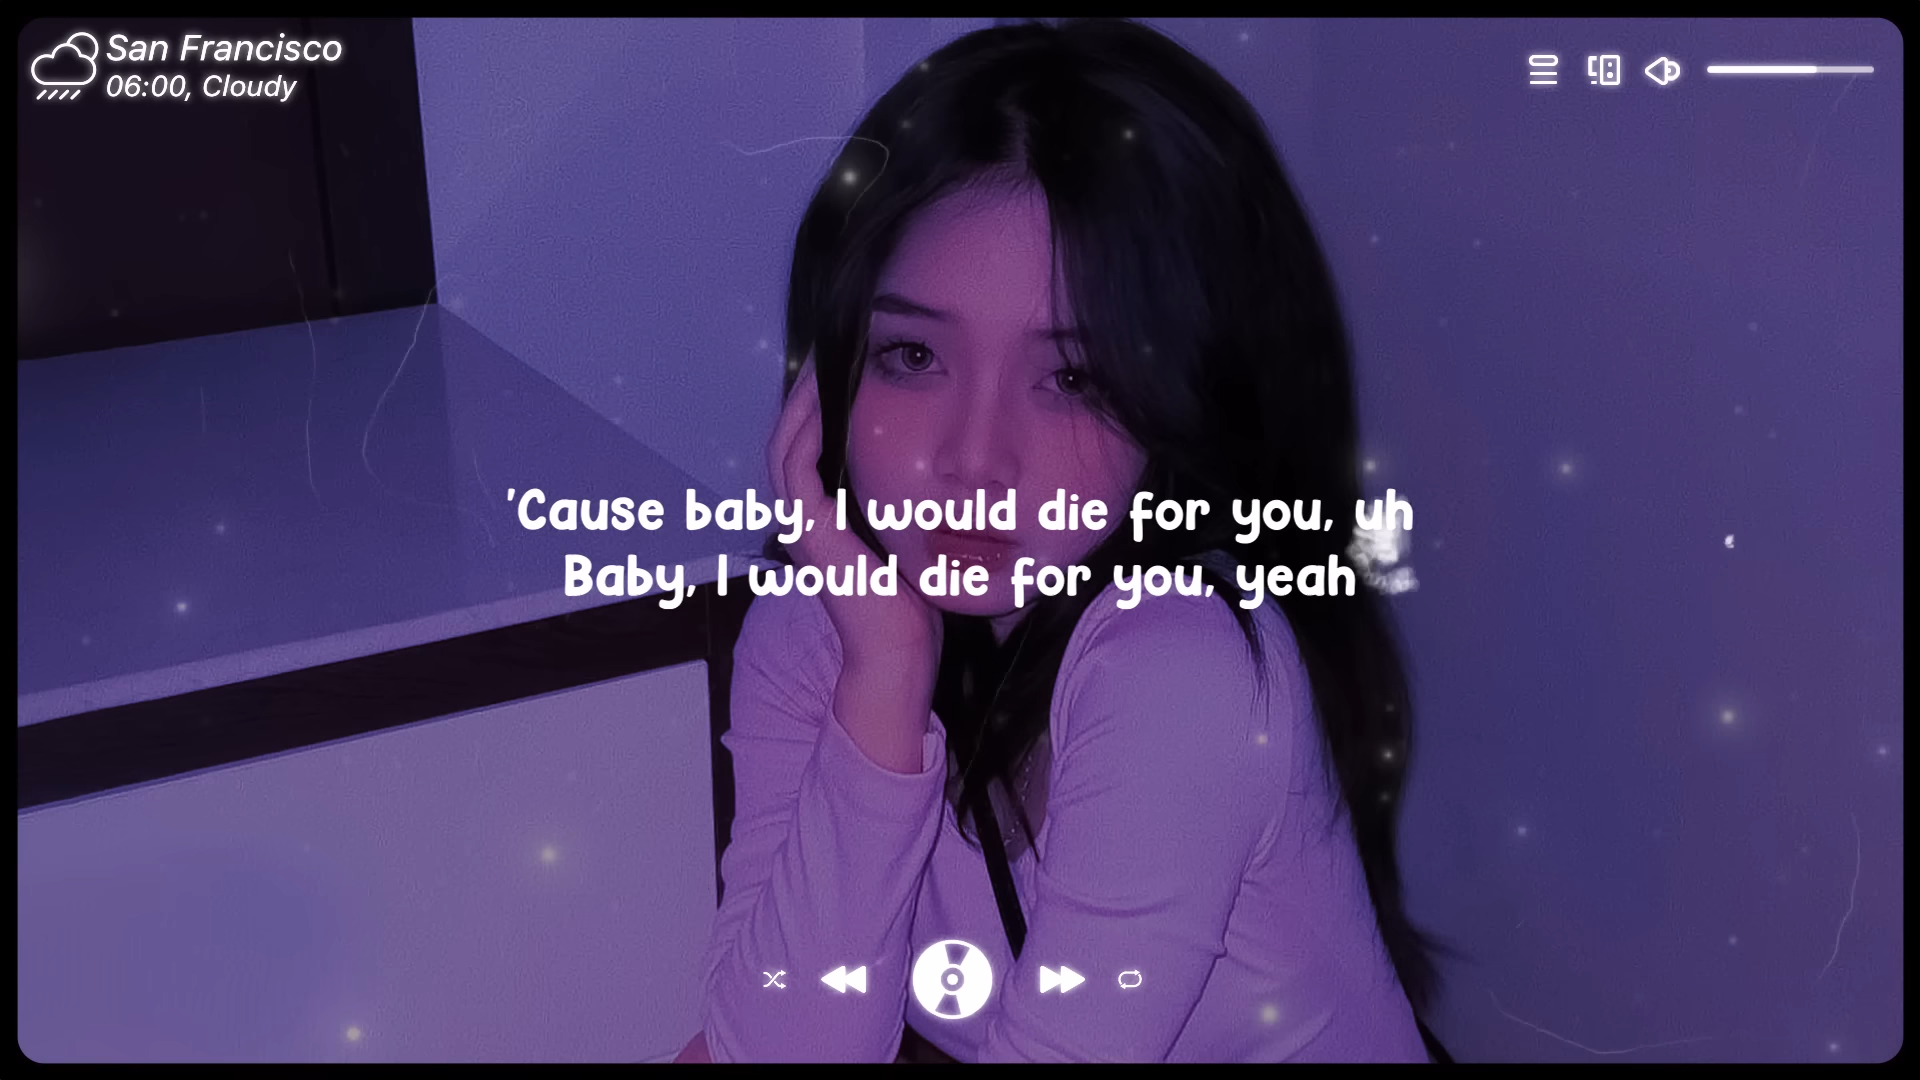 San Francisco
06:00, Cloudy
'Cause baby, I would die for you, uh
Baby, I would die for you, yeah